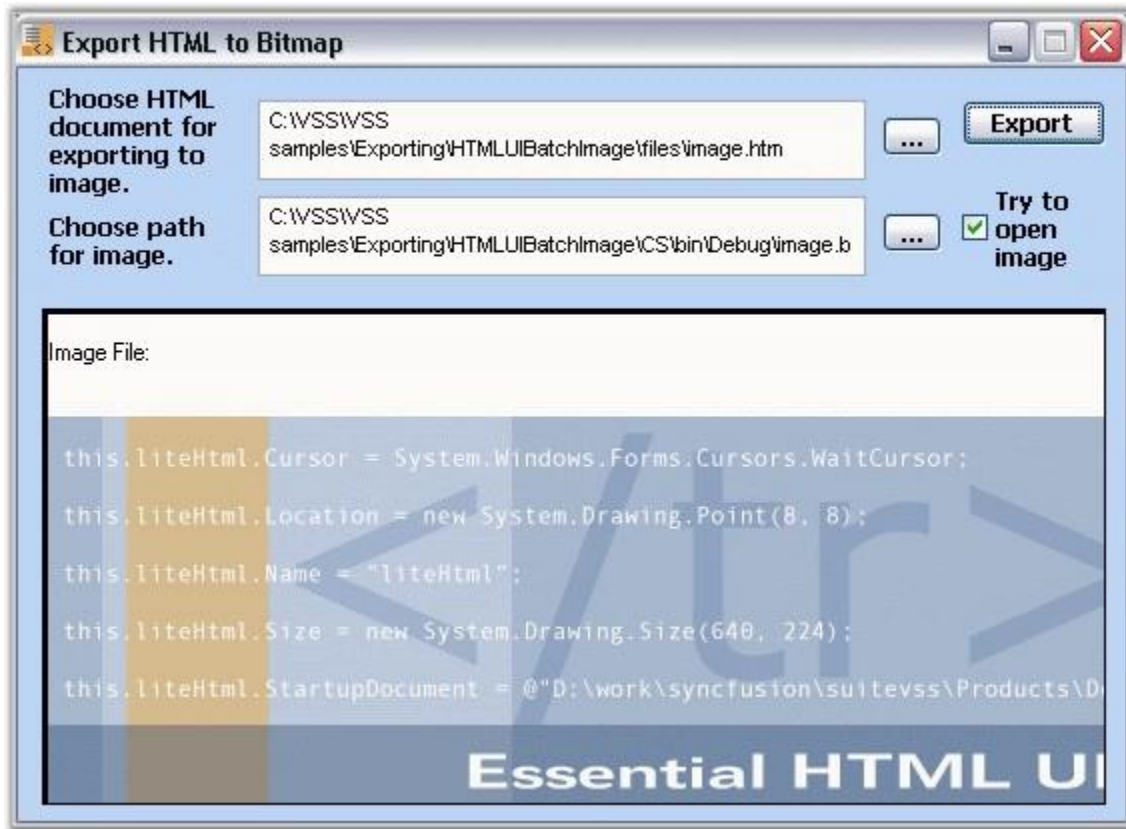 Export HTML to Bitmap
Choose HTML
document for
exporting to
image.
C:\VSS\VSS
samples\Exporting\HTMLUIBatchImage\files\image.htm
...
Export
Choose path
for image.
C:\VSS\VSS
samples\Exporting\HTMLUIBatchImage\CS\bin\Debug\image.b
...
Try to
open
image
Image File:
</tr>
this.liteHtml.Cursor = System.Windows.Forms.Cursors.WaitCursor;
this.liteHtml.Location = new System.Drawing.Point(8, 8);
this.liteHtml.Name = "liteHtml";
this.liteHtml.Size = new System.Drawing.Size(640, 224);
this.liteHtml.StartupDocument = @"D:\work\syncfusion\suitevss\Products\D
Essential HTML UI